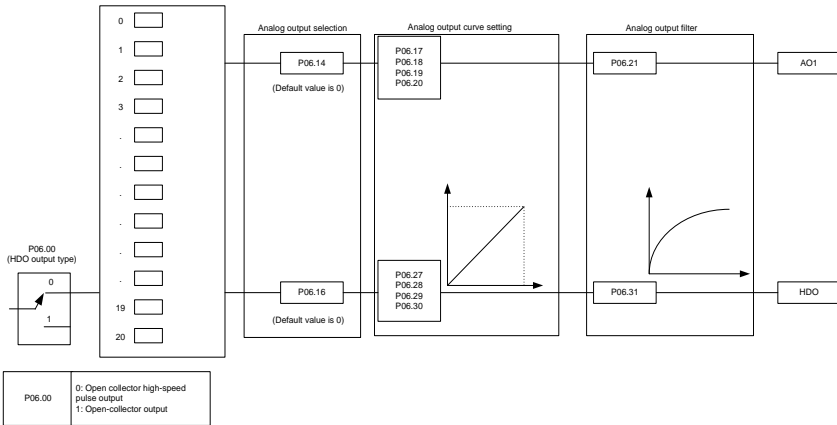 Analog output selection
Analog output curve setting
Analog output filter
0
1
2
3
.
.
.
.
.
.
19
20
P06.14
(Default value is 0)
P06.17
P06.18
P06.19
P06.20
P06.21
AO1
P06.00
(HDO output type)
0
1
P06.16
(Default value is 0)
P06.27
P06.28
P06.29
P06.30
P06.31
HDO
P06.00
0: Open collector high-speed
pulse output
1: Open-collector output